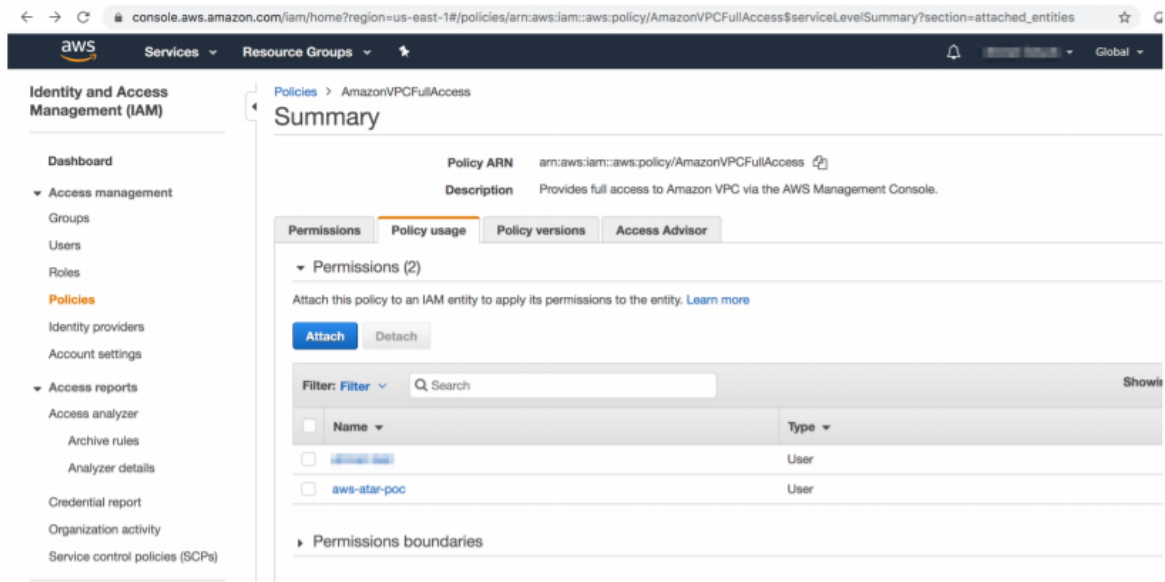 console.aws.amazon.com/iam/home?region=us-east-1#/policies/arn:aws:iam::aws:policy/AmazonVPCFullAccess$serviceLevelSummary?section=attached_entities
aws Services Resource Groups Global
Identity and Access
Management (IAM)
Dashboard
Access management
Groups
Users
Roles
Policies
Identity providers
Account settings
Access reports
Access analyzer
Archive rules
Analyzer details
Credential report
Organization activity
Service control policies (SCPs)
Policies > AmazonVPCFullAccess
Summary
Policy ARN arn:aws:iam::aws:policy/AmazonVPCFullAccess
Description Provides full access to Amazon VPC via the AWS Management Console.
Permissions Policy usage Policy versions Access Advisor
Permissions (2)
Attach this policy to an IAM entity to apply its permissions to the entity. Learn more
Attach Detach
Filter: Filter Search
Name Type
User
aws-atar-poc User
Permissions boundaries